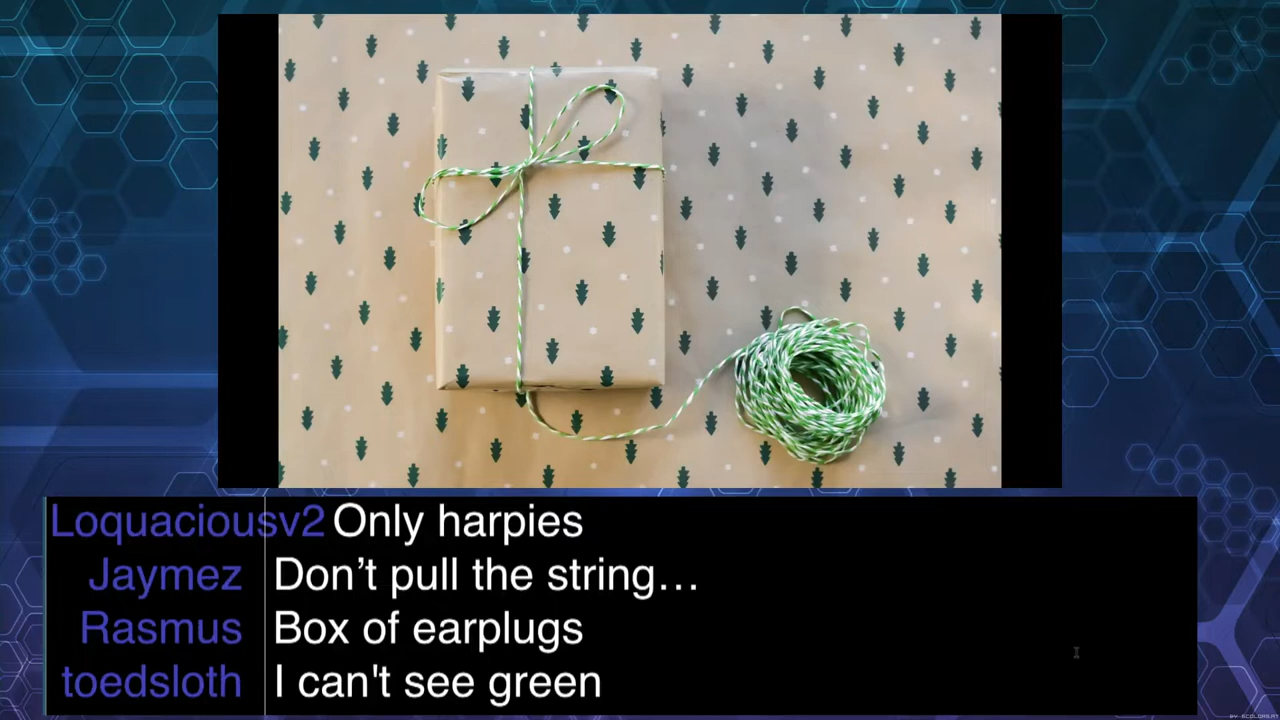 Loquaciousv2 Only harpies
Jaymez Don’t pull the string…
Rasmus Box of earplugs
toedsloth I can't see green